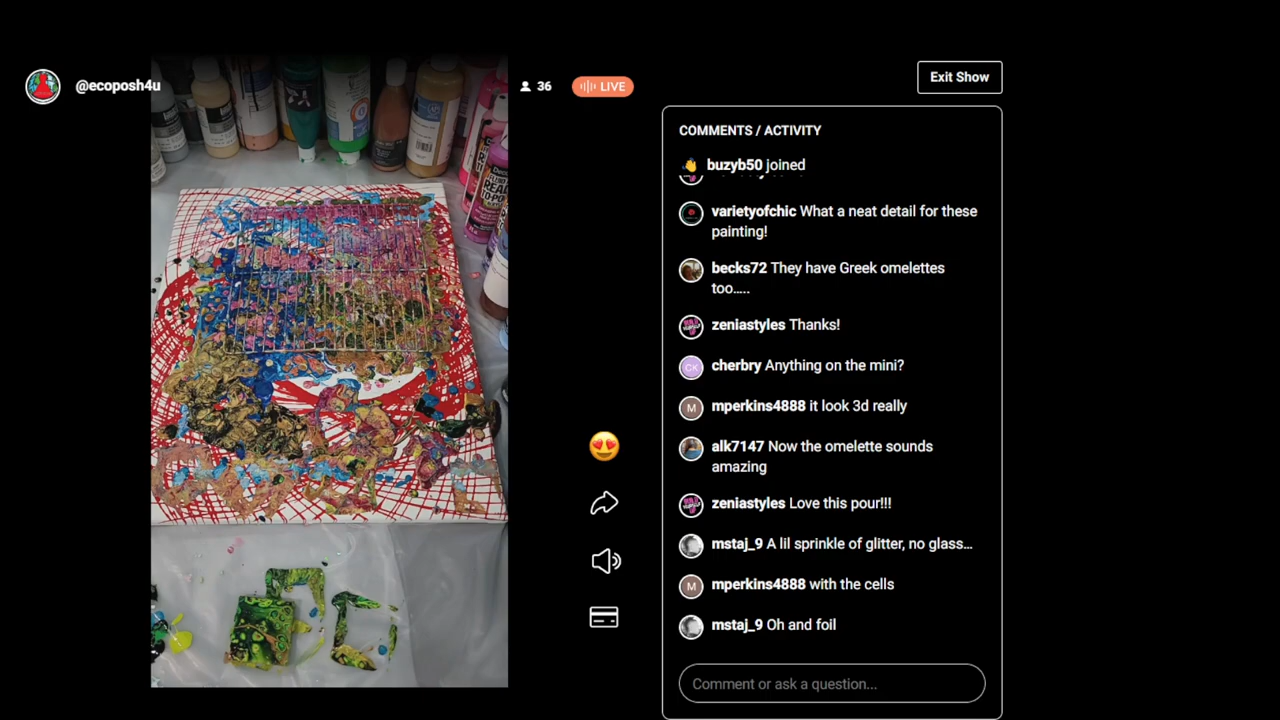 @ecoposh4u
36
LIVE
Exit Show
COMMENTS / ACTIVITY
buzyb50 joined
varietyofchic What a neat detail for these
painting!
becks72 They have Greek omelettes
too.....
zeniastyles Thanks!
CK
cherbry Anything on the mini?
M
mperkins4888 it look 3d really
alk7147 Now the omelette sounds
amazing
zeniastyles Love this pour!!!
mstaj_9 A lil sprinkle of glitter, no glass...
M
mperkins4888 with the cells
mstaj_9 Oh and foil
Comment or ask a question...